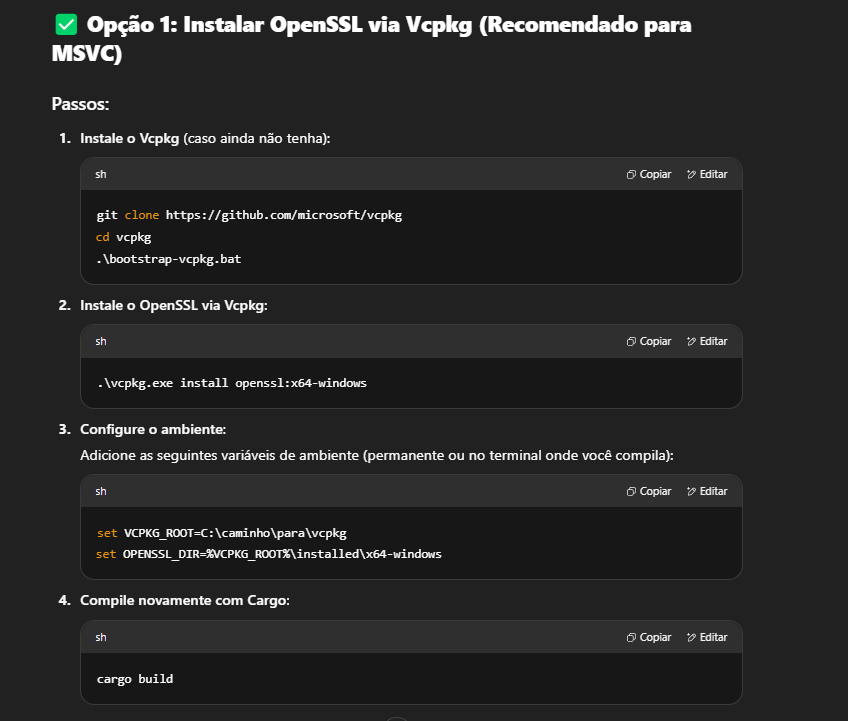 ✅ Opção 1: Instalar OpenSSL via Vcpkg (Recomendado para
MSVC)
Passos:
1. Instale o Vcpkg (caso ainda não tenha):
sh Copiar Editar
git clone https://github.com/microsoft/vcpkg
cd vcpkg
.\bootstrap-vcpkg.bat
2. Instale o OpenSSL via Vcpkg:
sh Copiar Editar
.\vcpkg.exe install openssl:x64-windows
3. Configure o ambiente:
Adicione as seguintes variáveis de ambiente (permanente ou no terminal onde você compila):
sh Copiar Editar
set VCPKG_ROOT=C:\caminho\para\vcpkg
set OPENSSL_DIR=%VCPKG_ROOT%\installed\x64-windows
4. Compile novamente com Cargo:
sh Copiar Editar
cargo build